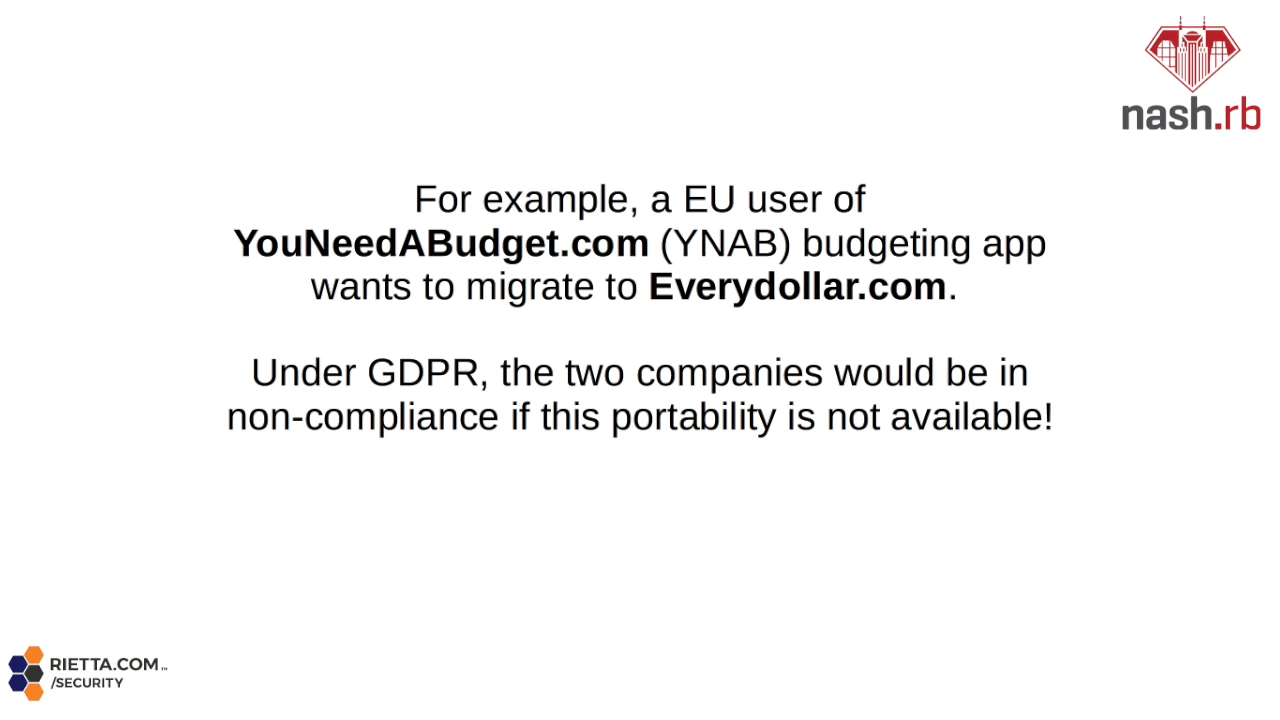 nash.rb
For example, a EU user of
YouNeedABudget.com (YNAB) budgeting app
wants to migrate to Everydollar.com.
Under GDPR, the two companies would be in
non-compliance if this portability is not available!
RIETTA.COM
/SECURITY